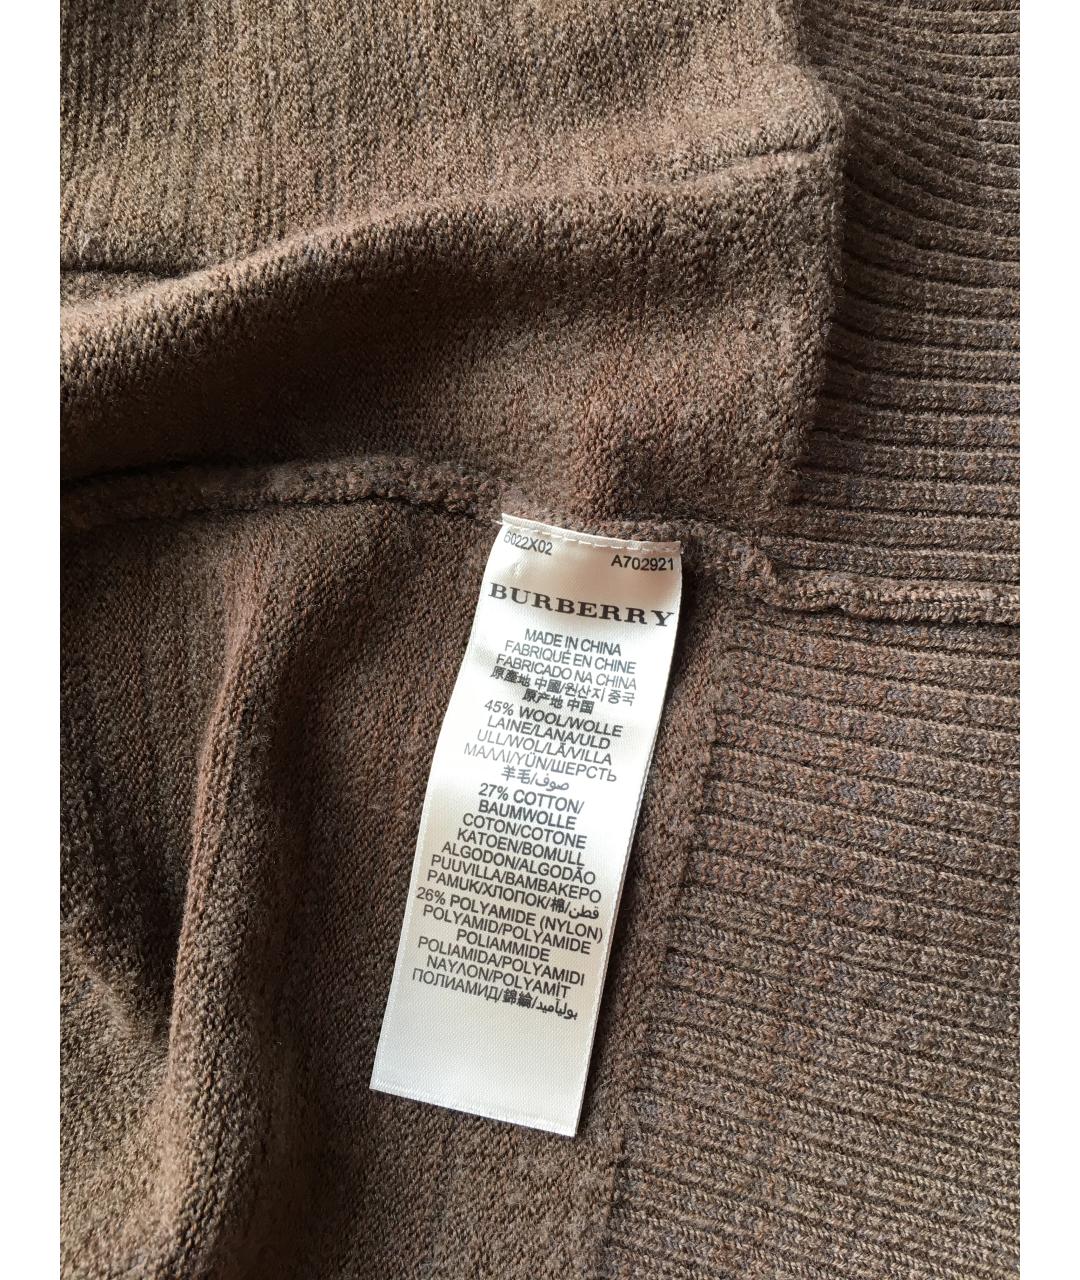 6022X02
A702921
BURBERRY
MADE IN CHINA
FABRIQUÉ EN CHINE
FABRICADO NA CHINA
原產地 中國/원산지 중국
原产地 中国
45% WOOL/WOLLE
LAINE/LANA/ULD
ULL/WOL/LÃ/VILLA
ΜΑΛΛΙ/YÜN/ШЕРСТЬ
羊毛/صوف
27% COTTON/
BAUMWOLLE
COTON/COTONE
KATOEN/BOMULL
ALGODON/ALGODÃO
PUUVILLA/ΒΑΜΒΑΚΕΡΟ
PAMUK/ХЛОПОК/棉/قطن
26% POLYAMIDE (NYLON)
POLYAMID/POLYAMIDE
POLIAMMIDE
POLIAMIDA/POLYAMIDI
ΝΑΥΛΟΝ/POLYAMİT
ПОЛИАМИД/錦綸/بولياميد